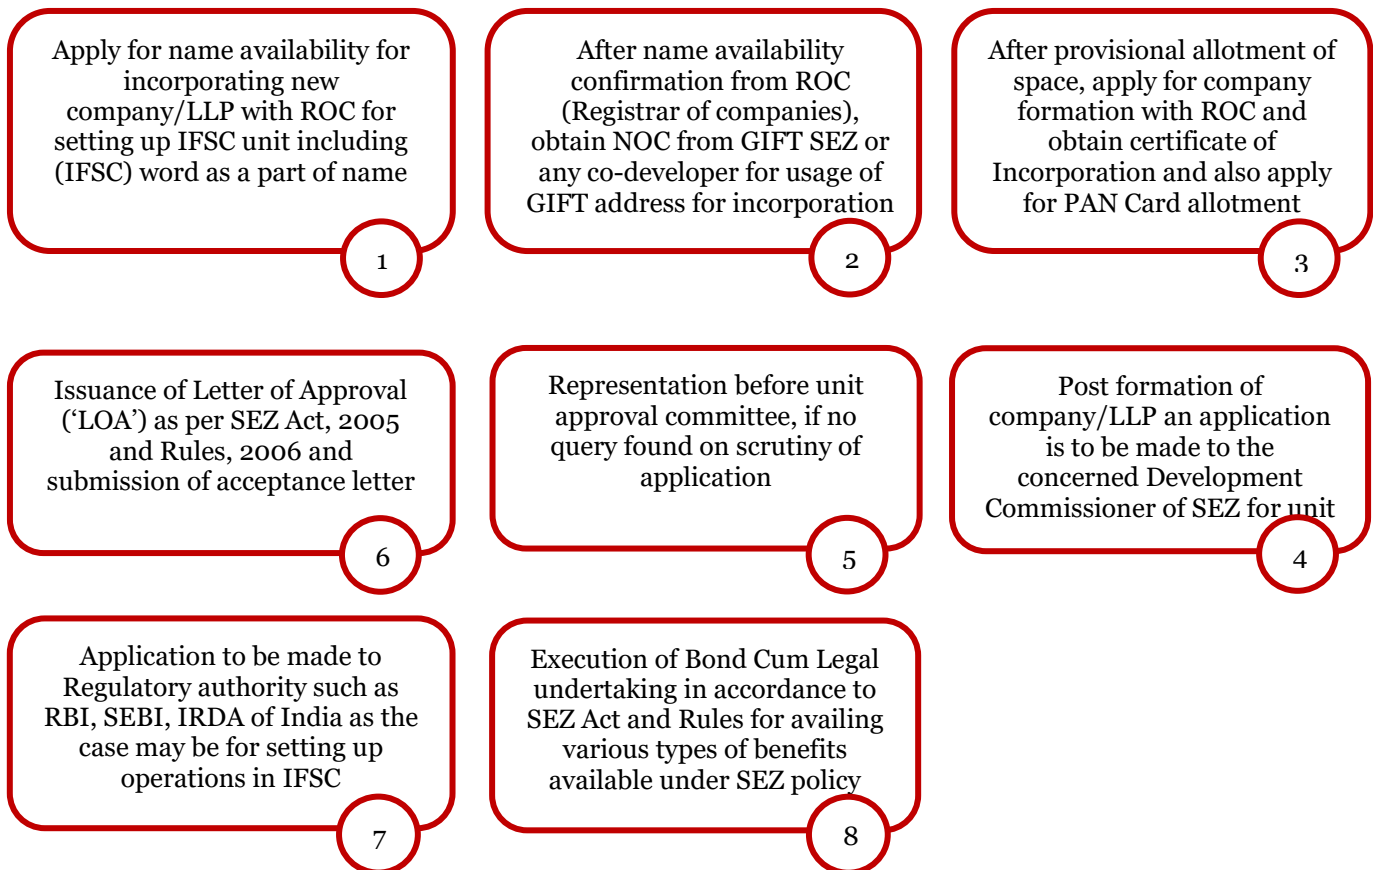 Apply for name availability for
incorporating new
company/LLP with ROC for
setting up IFSC unit including
(IFSC) word as a part of name
1
After name availability
confirmation from ROC
(Registrar of companies),
obtain NOC from GIFT SEZ or
any co-developer for usage of
GIFT address for incorporation
2
After provisional allotment of
space, apply for company
formation with ROC and
obtain certificate of
Incorporation and also apply
for PAN Card allotment
3
Post formation of
company/LLP an application
is to be made to the
concerned Development
Commissioner of SEZ for unit
4
Representation before unit
approval committee, if no
query found on scrutiny of
application
5
Issuance of Letter of Approval
(‘LOA’) as per SEZ Act, 2005
and Rules, 2006 and
submission of acceptance letter
6
Application to be made to
Regulatory authority such as
RBI, SEBI, IRDA of India as the
case may be for setting up
operations in IFSC
7
Execution of Bond Cum Legal
undertaking in accordance to
SEZ Act and Rules for availing
various types of benefits
available under SEZ policy
8